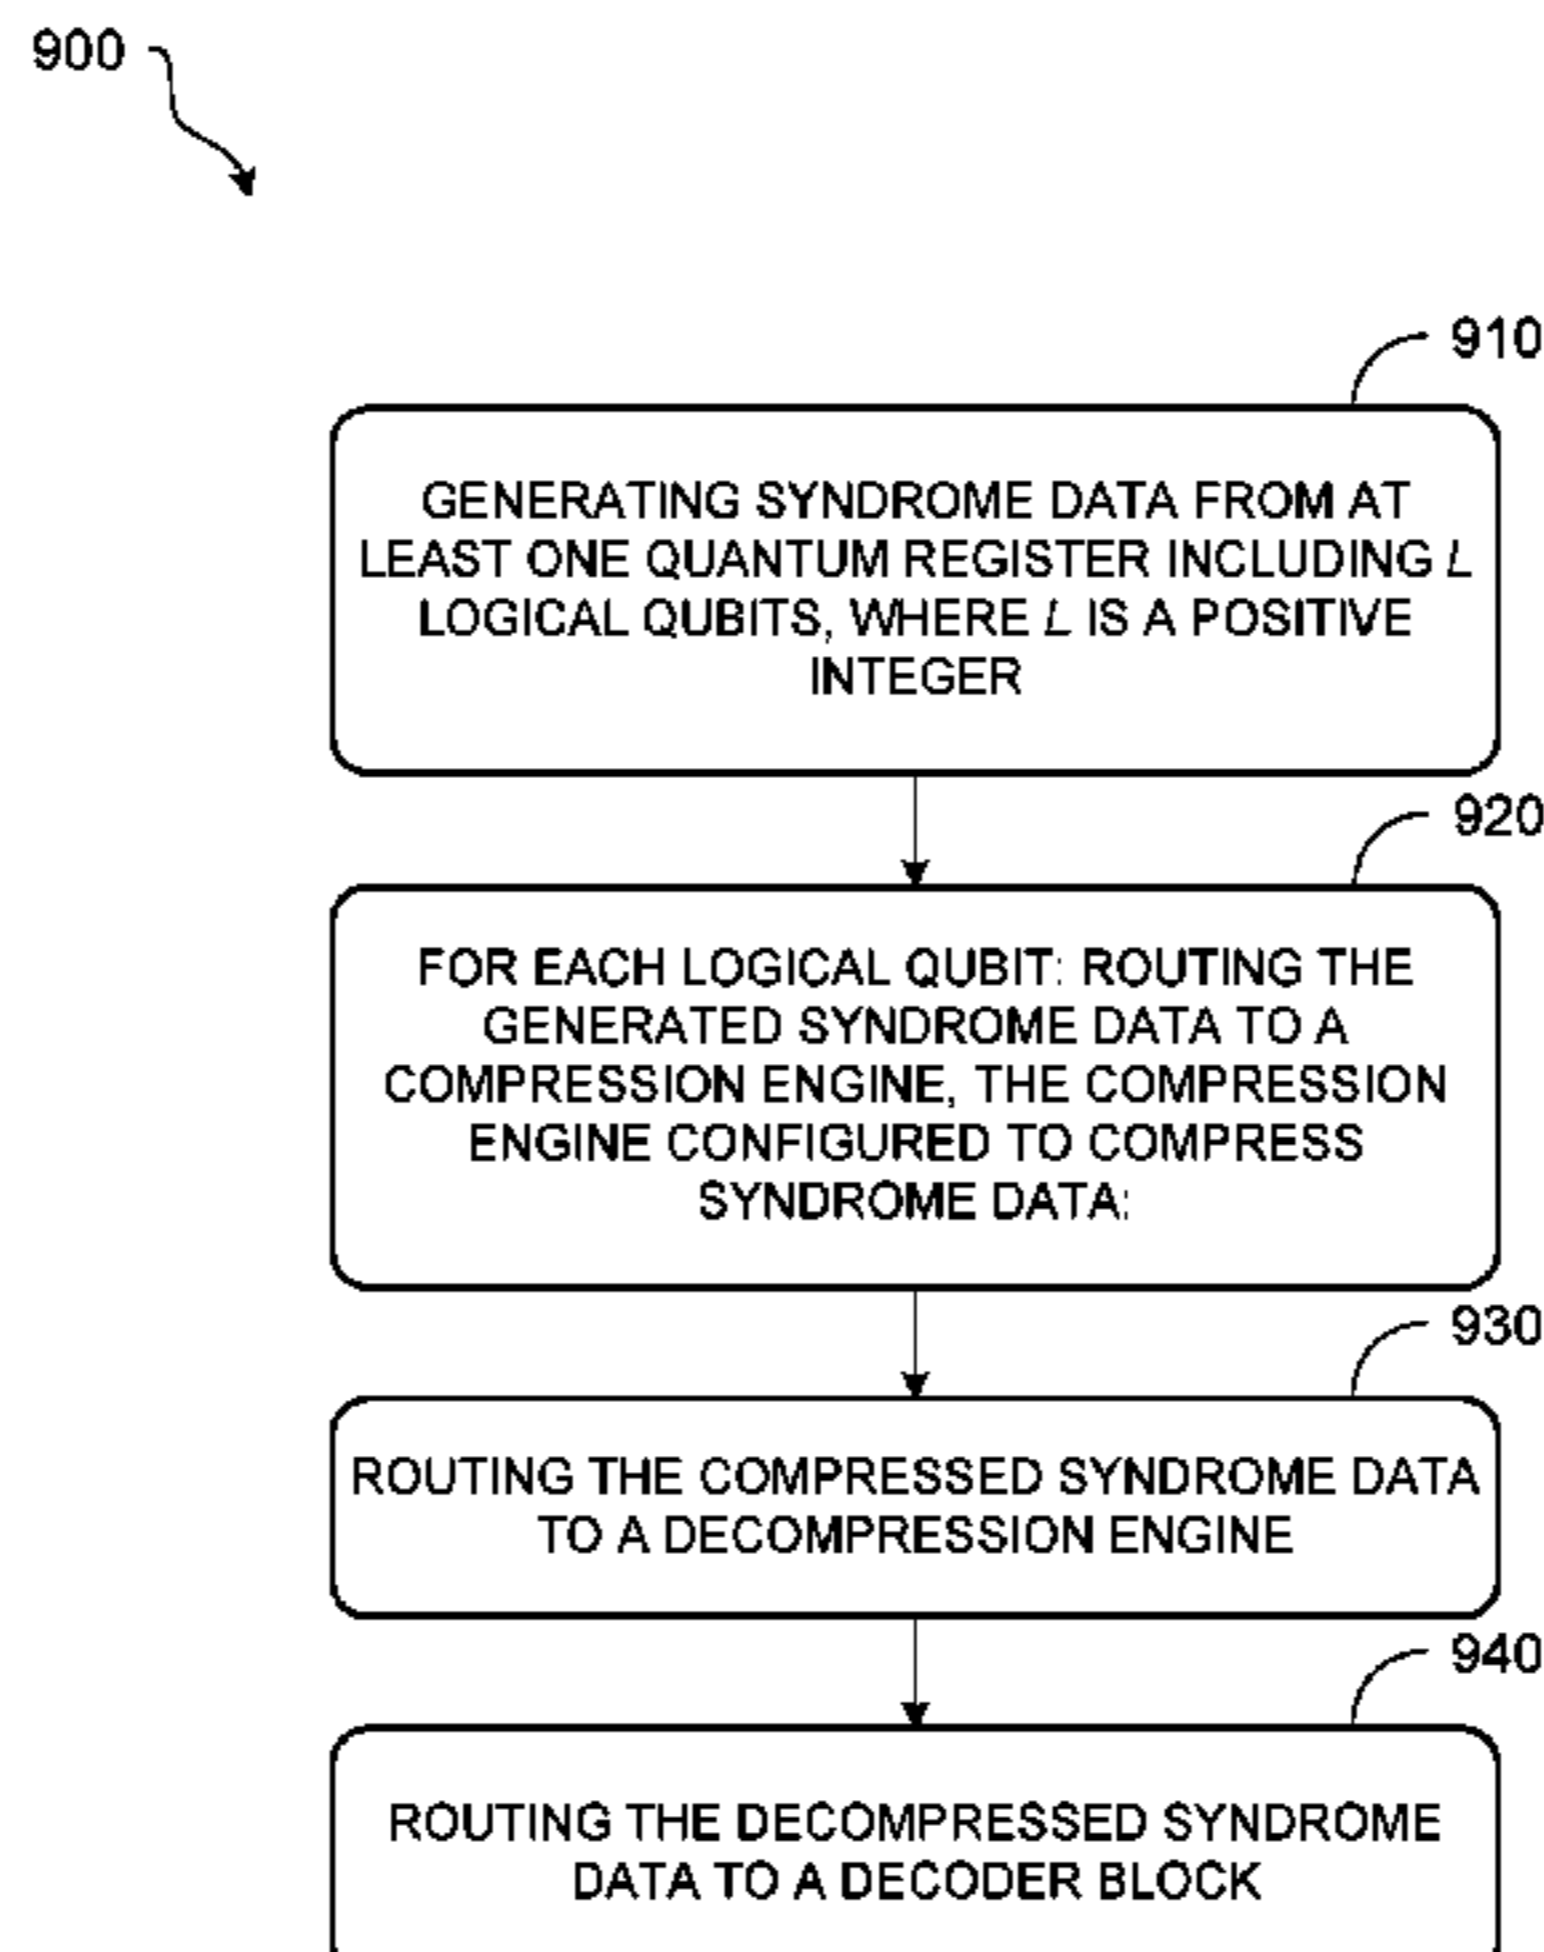 900
910
GENERATING SYNDROME DATA FROM AT
LEAST ONE QUANTUM REGISTER INCLUDING L
LOGICAL QUBITS, WHERE L IS A POSITIVE
INTEGER
920
FOR EACH LOGICAL QUBIT: ROUTING THE
GENERATED SYNDROME DATA TO A
COMPRESSION ENGINE, THE COMPRESSION
ENGINE CONFIGURED TO COMPRESS
SYNDROME DATA:
930
ROUTING THE COMPRESSED SYNDROME DATA
TO A DECOMPRESSION ENGINE
940
ROUTING THE DECOMPRESSED SYNDROME
DATA TO A DECODER BLOCK